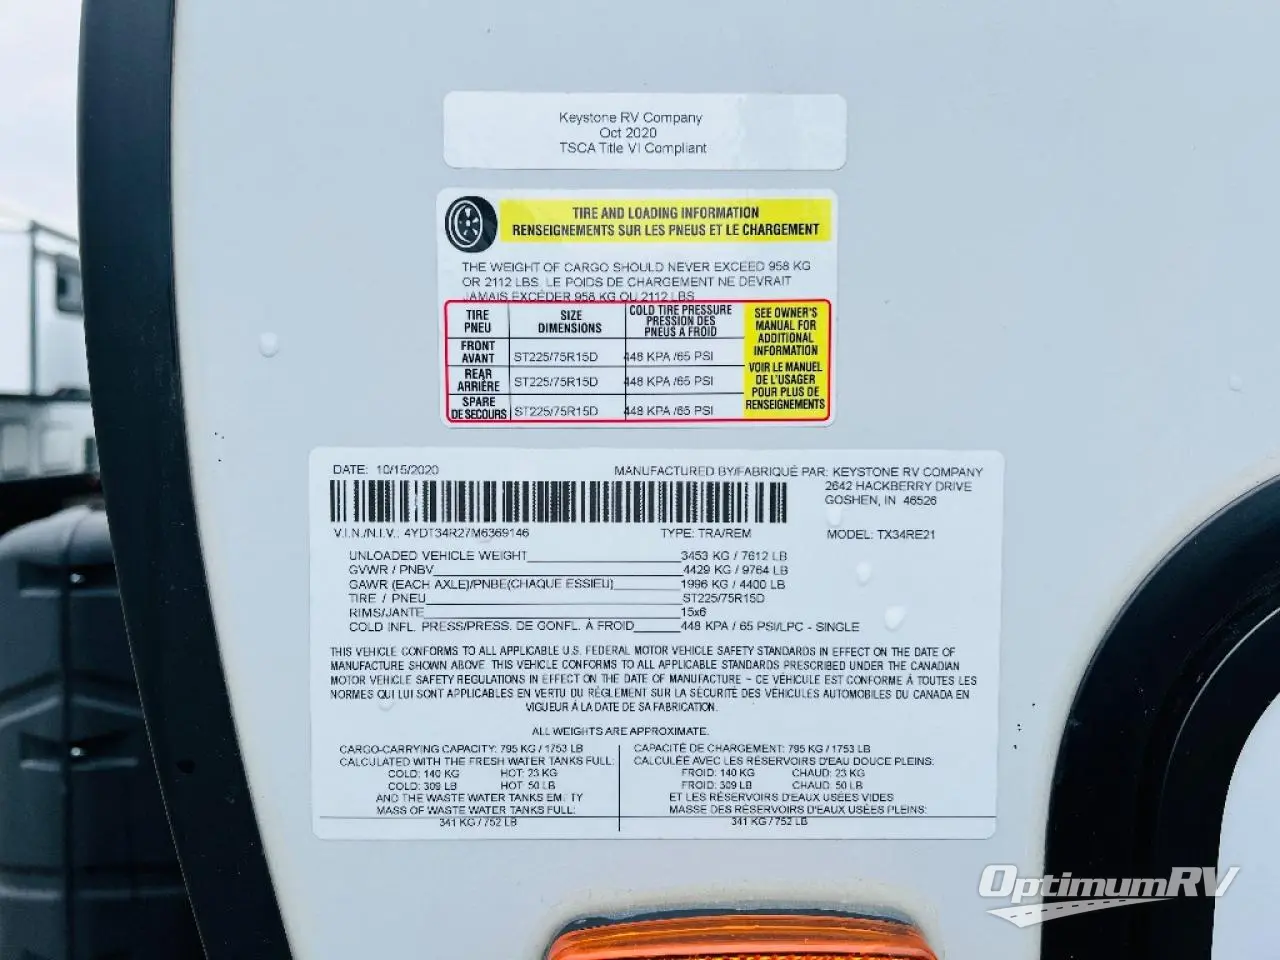 Keystone RV Company
Oct 2020
TSCA Title VI Compliant
TIRE AND LOADING INFORMATION
RENSEIGNEMENTS SUR LES PNEUS ET LE CHARGEMENT
THE WEIGHT OF CARGO SHOULD NEVER EXCEED 958 KG
OR 2112 LBS. LE POIDS DE CHARGEMENT NE DEVRAIT
JAMAIS EXCÉDER 958 KG OU 2112 LBS
TIRE PNEU SIZE DIMENSIONS COLD TIRE PRESSURE PRESSION DES PNEUS A FROID
FRONT AVANT ST225/75R15D 448 KPA /65 PSI
REAR ARRIÈRE ST225/75R15D 448 KPA /65 PSI
SPARE DE SECOURS ST225/75R15D 448 KPA /65 PSI
SEE OWNER'S
MANUAL FOR
ADDITIONAL
INFORMATION
VOIR LE MANUEL
DE L'USAGER
POUR PLUS DE
RENSEIGNEMENTS
DATE: 10/15/2020 MANUFACTURED BY/FABRIQUÉ PAR: KEYSTONE RV COMPANY
2642 HACKBERRY DRIVE
GOSHEN, IN 46526
V.I.N./N.I.V.: 4YDT34R27M6369146 TYPE: TRA/REM MODEL: TX34RE21
UNLOADED VEHICLE WEIGHT 3453 KG / 7612 LB
GVWR / PNBV 4429 KG / 9764 LB
GAWR (EACH AXLE)/PNBE(CHAQUE ESSIEU) 1996 KG / 4400 LB
TIRE / PNEU ST225/75R15D
RIMS/JANTE 15x6
COLD INFL. PRESS/PRESS. DE GONFL. À FROID 448 KPA / 65 PSI/LPC - SINGLE
THIS VEHICLE CONFORMS TO ALL APPLICABLE U.S. FEDERAL MOTOR VEHICLE SAFETY STANDARDS IN EFFECT ON THE DATE OF
MANUFACTURE SHOWN ABOVE. THIS VEHICLE CONFORMS TO ALL APPLICABLE STANDARDS PRESCRIBED UNDER THE CANADIAN
MOTOR VEHICLE SAFETY REGULATIONS IN EFFECT ON THE DATE OF MANUFACTURE – CE VÉHICULE EST CONFORME À TOUTES LES
NORMES QUI LUI SONT APPLICABLES EN VERTU DU RÈGLEMENT SUR LA SÉCURITÉ DES VÉHICULES AUTOMOBILES DU CANADA EN
VIGUEUR À LA DATE DE SA FABRICATION.
ALL WEIGHTS ARE APPROXIMATE.
CARGO-CARRYING CAPACITY: 795 KG / 1753 LB
CALCULATED WITH THE FRESH WATER TANKS FULL:
COLD: 140 KG HOT: 23 KG
COLD: 309 LB HOT: 50 LB
AND THE WASTE WATER TANKS EM TY
MASS OF WASTE WATER TANKS FULL:
341 KG / 752 LB
CAPACITÉ DE CHARGEMENT: 795 KG / 1753 LB
CALCULÉE AVEC LES RÉSERVOIRS D'EAU DOUCE PLEINS:
FROID: 140 KG CHAUD: 23 KG
FROID: 309 LB CHAUD: 50 LB
ET LES RÉSERVOIRS D'EAUX USÉES VIDES
MASSE DES RÉSERVOIRS D'EAUX USÉES PLEINS:
341 KG / 752 LB
OptimumRV